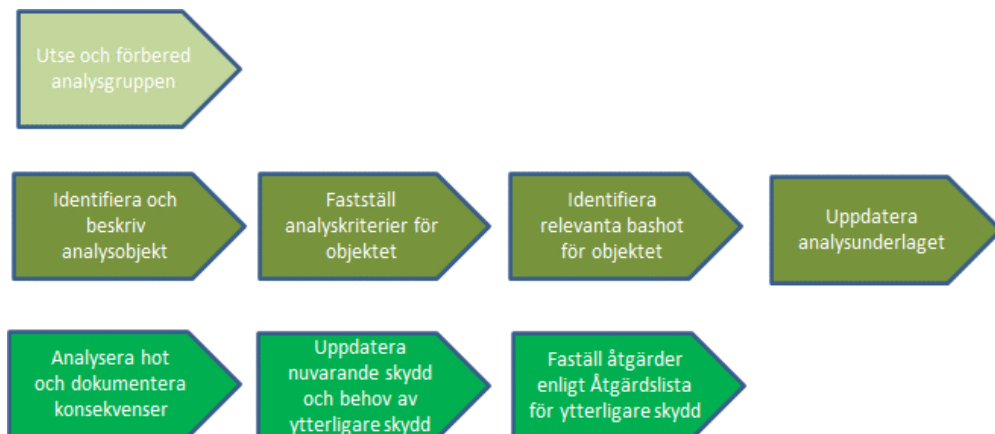 Utse och förbered
analysgruppen
Identifiera och
beskriv
analysobjekt
Fastställ
analyskriterier för
objektet
Identifiera
relevanta bashot
för objektet
Uppdatera
analysunderlaget
Analysera hot
och dokumentera
konsekvenser
Uppdatera
nuvarande skydd
och behov av
ytterligare skydd
Faställ åtgärder
enligt Åtgärdslista
för ytterligare skydd